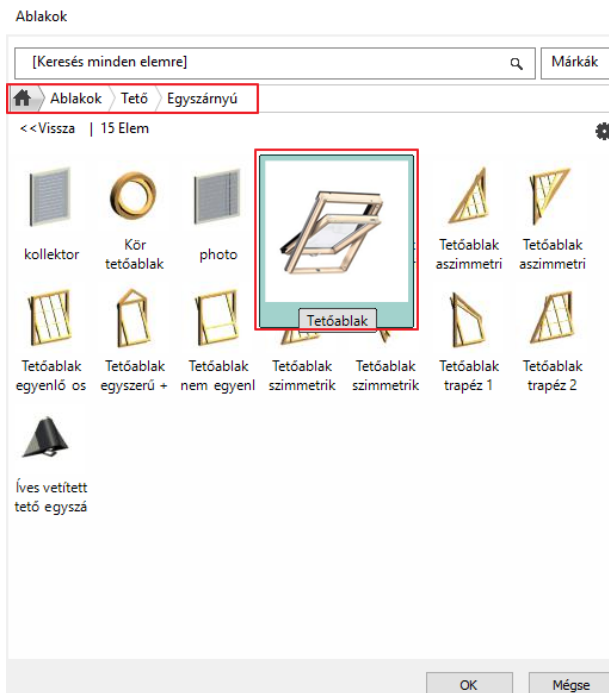 Ablakok
[Keresés minden elemre]
Márkák
Ablakok Tető Egyszárnyú
<<Vissza | 15 Elem
kollektor
Kör
tetőablak
photo
Tetőablak
Tetőablak
aszimmetri
Tetőablak
aszimmetri
Tetőablak
egyenlő os
Tetőablak
egyszerű +
Tetőablak
nem egyenl
Tetőablak
szimmetrik
Tetőablak
szimmetrik
Tetőablak
trapéz 1
Tetőablak
trapéz 2
Íves vetített
tető egyszá
OK
Mégse